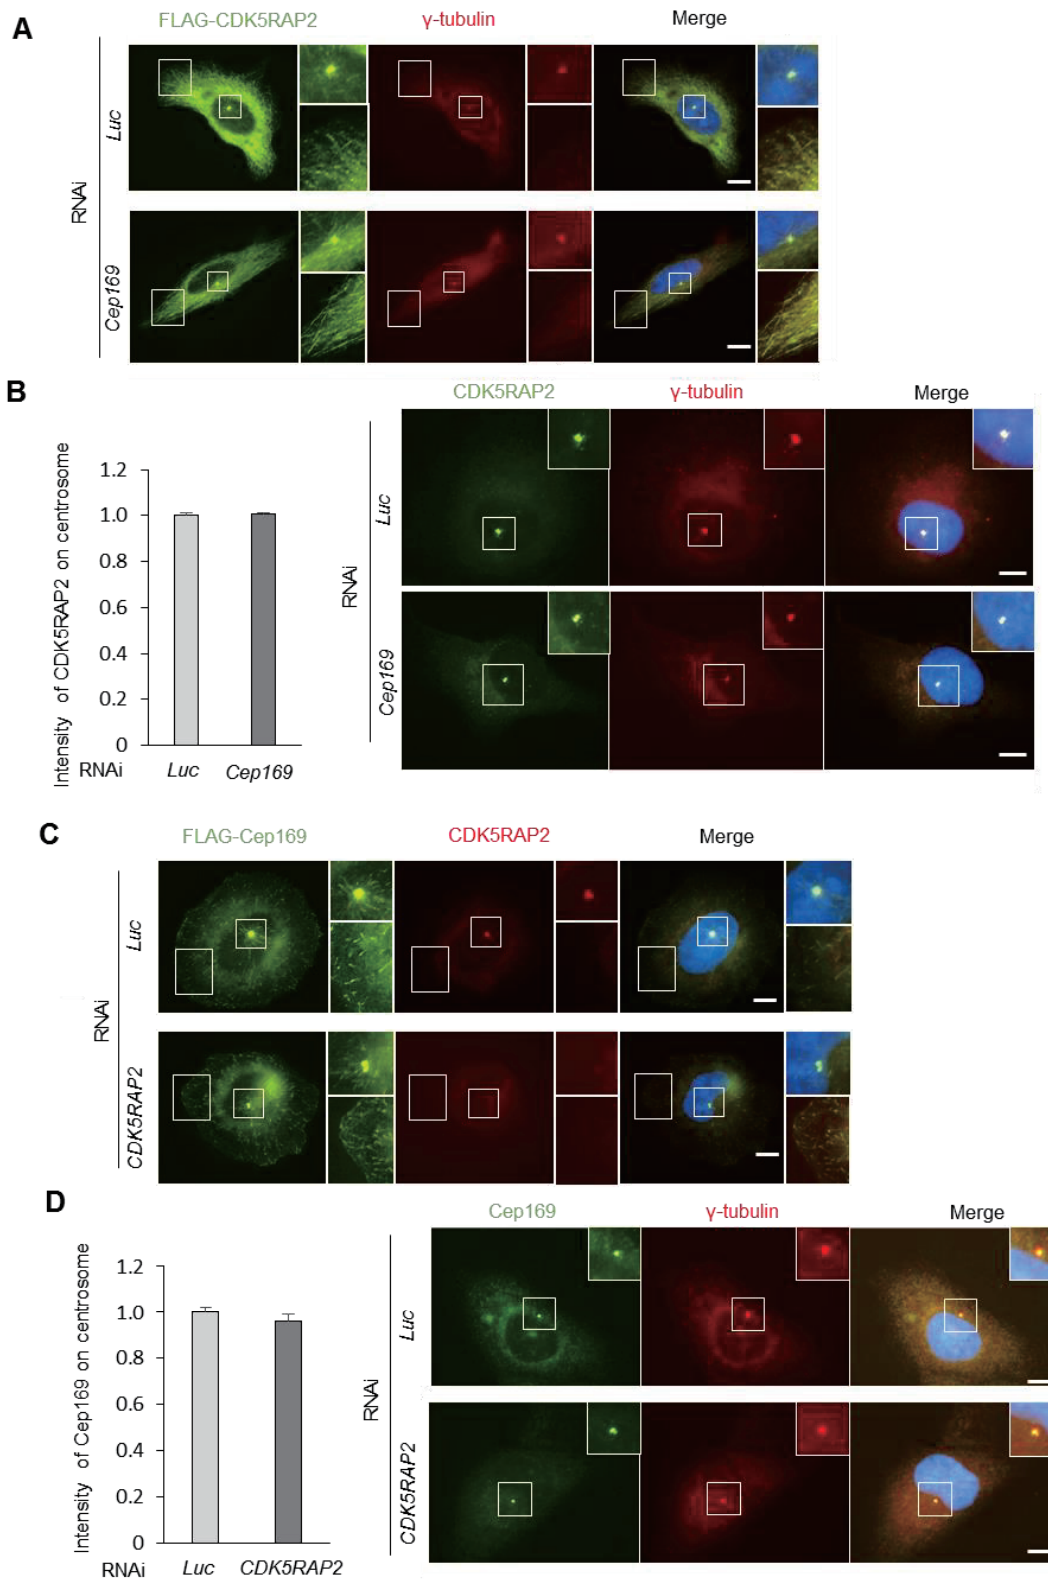 A
FLAG-CDK5RAP2 γ-tubulin Merge
RNAi
Luc
Cep169
B
CDK5RAP2 γ-tubulin Merge
Intensity of CDK5RAP2 on centrosome
1.2
1.0
0.8
0.6
0.4
0.2
0
RNAi Luc Cep169
RNAi
Luc
Cep169
C
FLAG-Cep169 CDK5RAP2 Merge
RNAi
Luc
CDK5RAP2
D
Cep169 γ-tubulin Merge
Intensity of Cep169 on centrosome
1.2
1.0
0.8
0.6
0.4
0.2
0
RNAi Luc CDK5RAP2
RNAi
Luc
CDK5RAP2